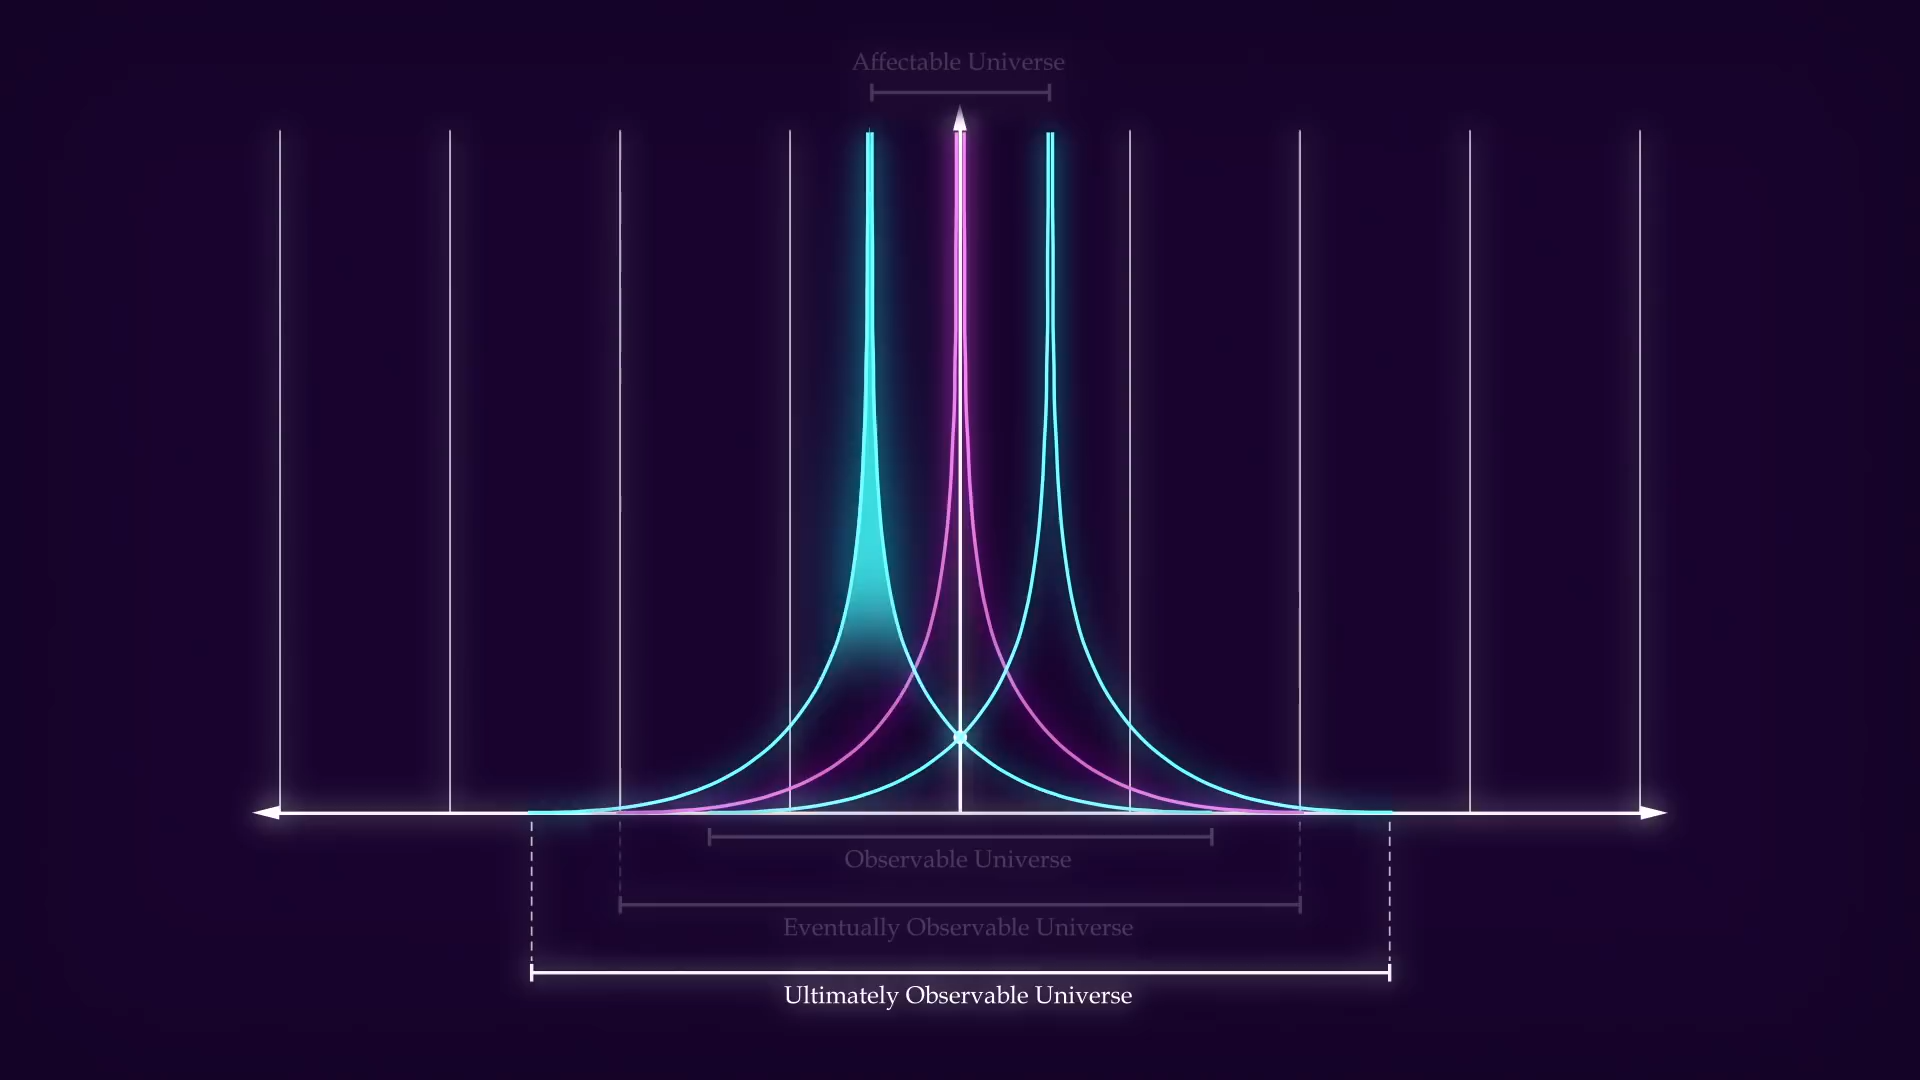 Affectable Universe
Observable Universe
Eventually Observable Universe
Ultimately Observable Universe